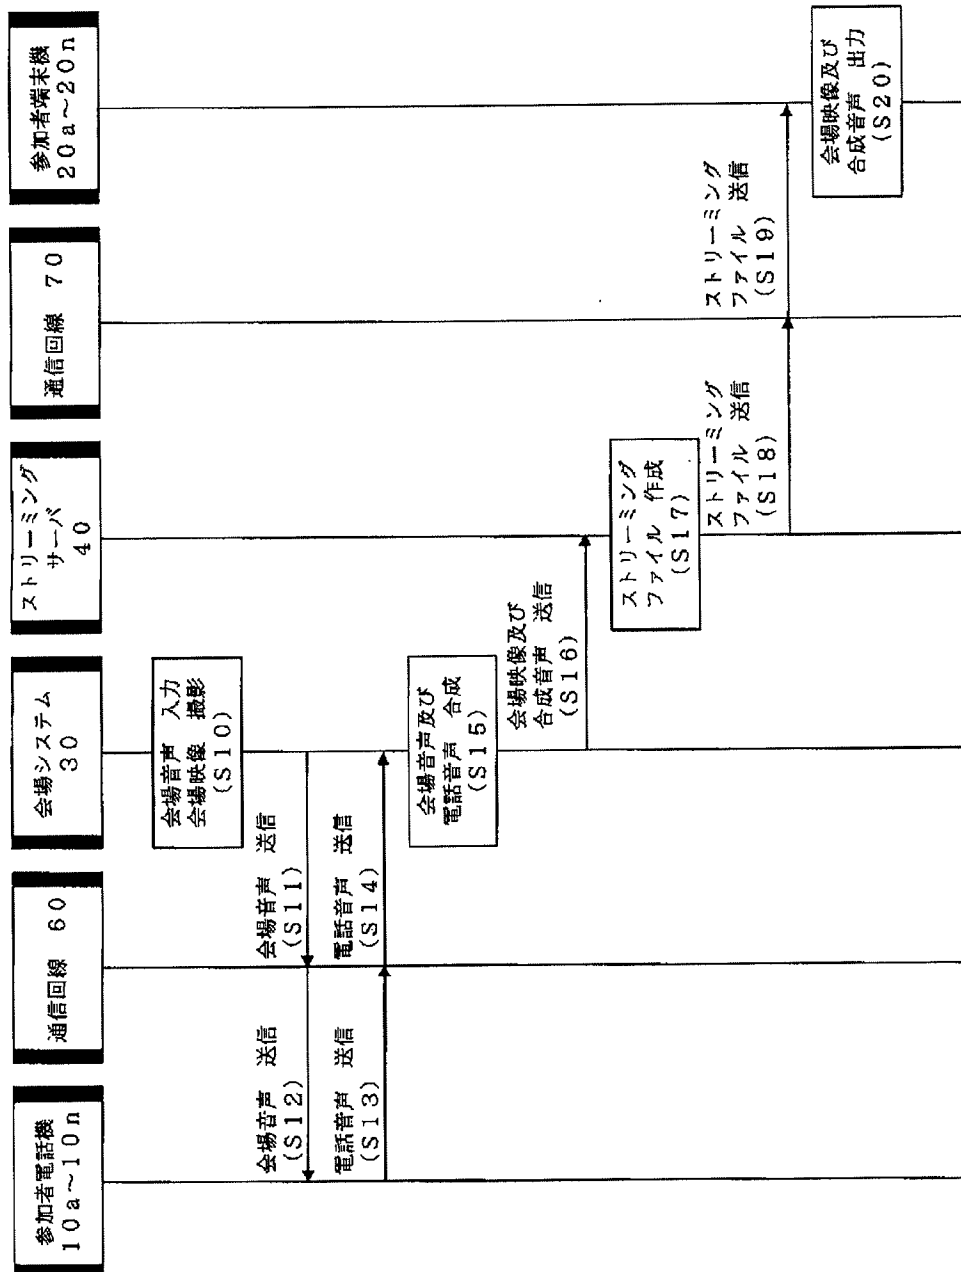 参加者電話機
10a～10n
通信回線 60
会場システム
30
ストリーミング
サーバ
40
通信回線 70
参加者端末機
20a～20n
会場音声 入力
会場映像 撮影
(S10)
会場音声 送信
(S11)
会場音声 送信
(S12)
電話音声 送信
(S13)
電話音声 送信
(S14)
会場音声及び
電話音声 合成
(S15)
会場映像及び
合成音声 送信
(S16)
ストリーミング
ファイル 作成
(S17)
ストリーミング
ファイル 送信
(S18)
ストリーミング
ファイル 送信
(S19)
会場映像及び
合成音声 出力
(S20)